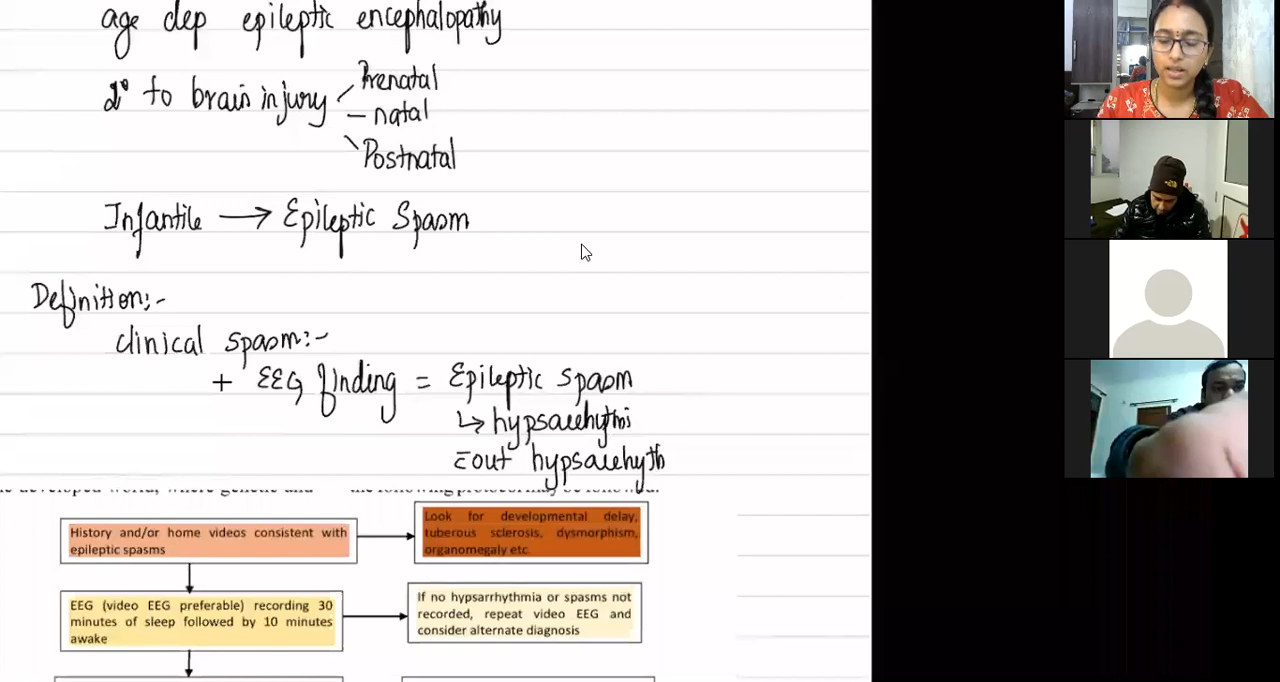 age dep epileptic encephalopathy
2° to brain injury
Prenatal
– natal
Postnatal
Infantile → Epileptic Spasm
Definition:-
clinical spasm:-
+ EEG finding = Epileptic spasm
↳ hypsarrhythmi
c̄out hypsarrhyth
History and/or home videos consistent with
epileptic spasms
Look for developmental delay,
tuberous sclerosis, dysmorphism,
organomegaly etc.
EEG (video EEG preferable) recording 30
minutes of sleep followed by 10 minutes
awake
If no hypsarrhythmia or spasms not
recorded, repeat video EEG and
consider alternate diagnosis